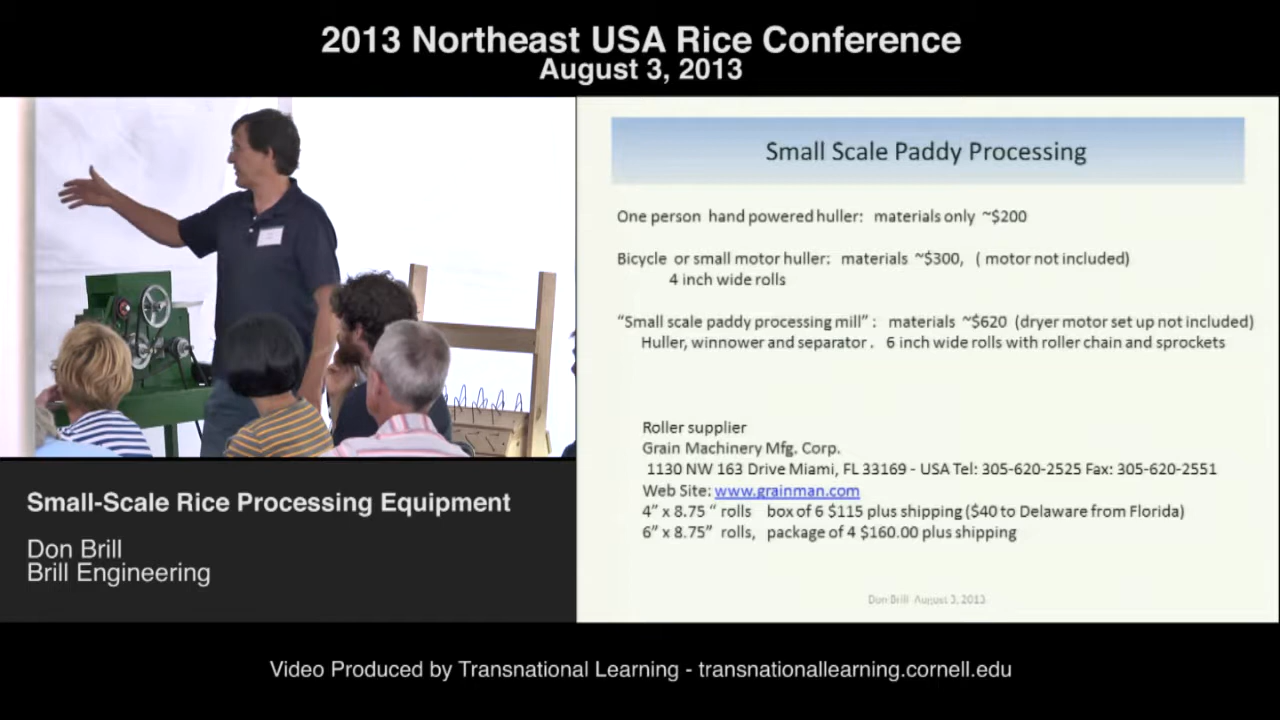 2013 Northeast USA Rice Conference
August 3, 2013
Small Scale Paddy Processing
One person hand powered huller: materials only ~$200
Bicycle or small motor huller: materials ~$300, ( motor not included)
4 inch wide rolls
“Small scale paddy processing mill” : materials ~$620 (dryer motor set up not included)
Huller, winnower and separator . 6 inch wide rolls with roller chain and sprockets
Roller supplier
Grain Machinery Mfg. Corp.
1130 NW 163 Drive Miami, FL 33169 - USA Tel: 305-620-2525 Fax: 305-620-2551
Web Site: www.grainman.com
4” x 8.75 “ rolls box of 6 $115 plus shipping ($40 to Delaware from Florida)
6” x 8.75” rolls, package of 4 $160.00 plus shipping
Don Brill August 3, 2013
Small-Scale Rice Processing Equipment
Don Brill
Brill Engineering
Video Produced by Transnational Learning - transnationallearning.cornell.edu